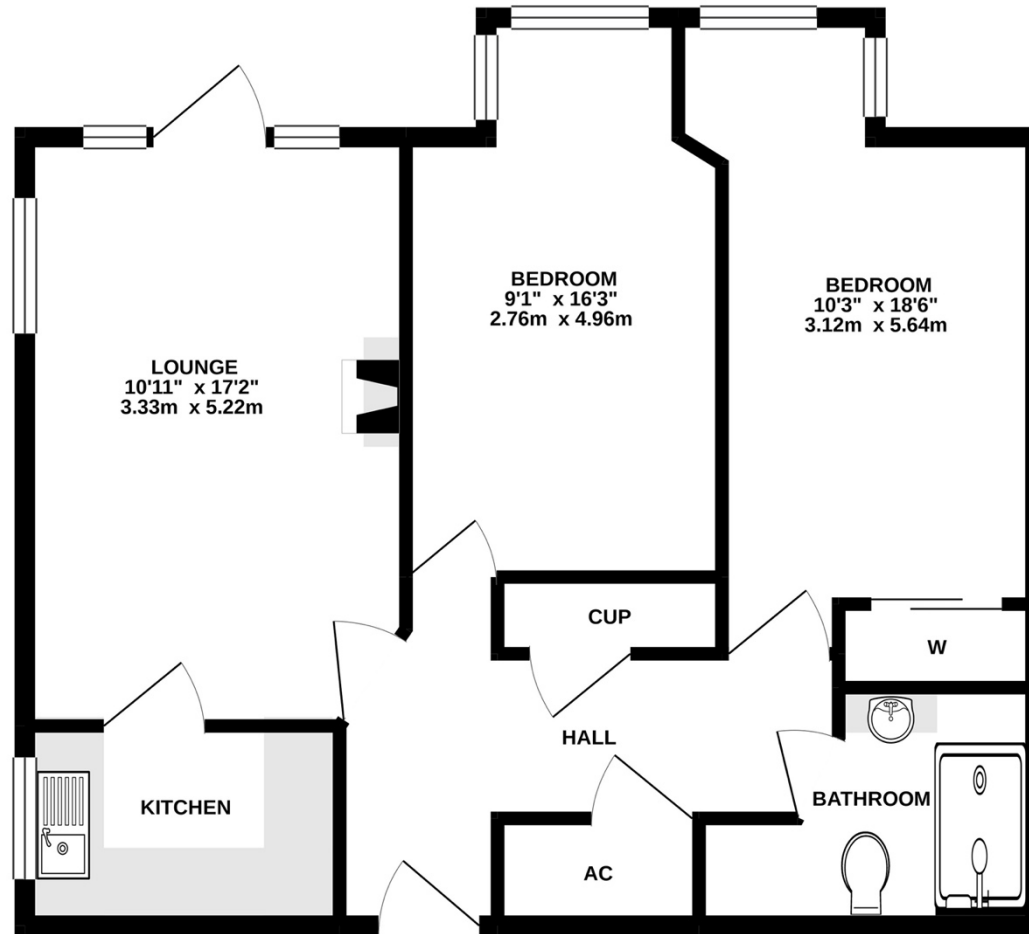 BEDROOM
9'1" x 16'3"
2.76m x 4.96m
BEDROOM
10'3" x 18'6"
3.12m x 5.64m
LOUNGE
10'11" x 17'2"
3.33m x 5.22m
CUP
W
HALL
KITCHEN
BATHROOM
AC